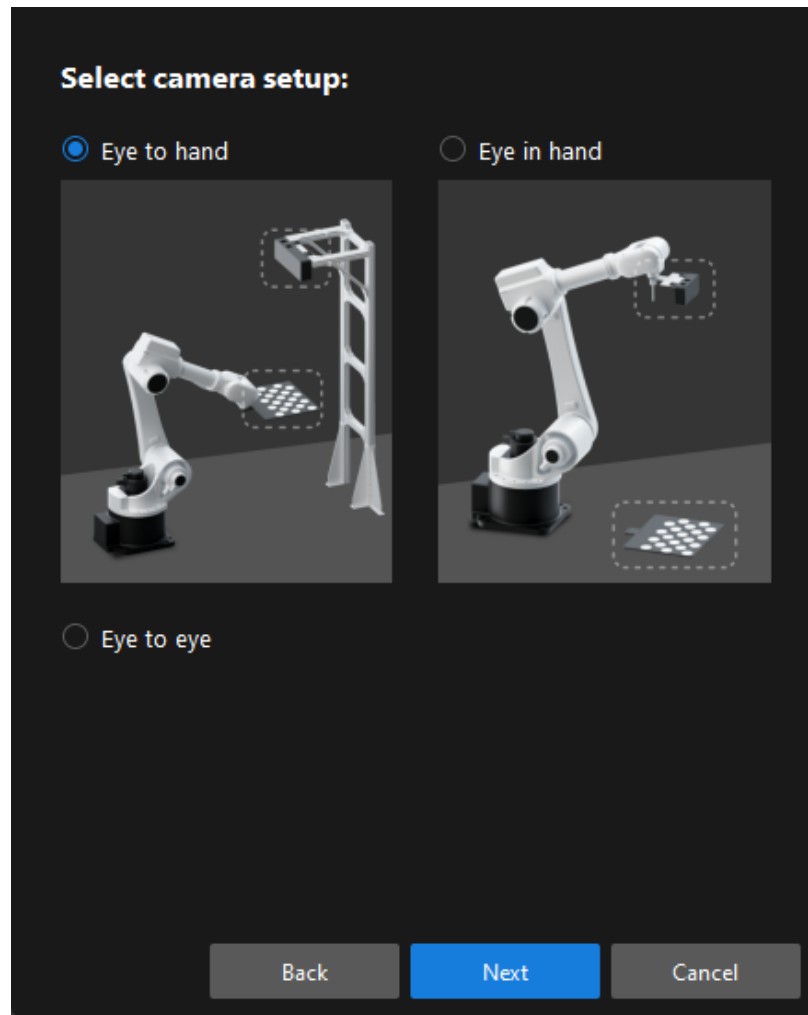 Select camera setup:
Eye to hand
Eye in hand
Eye to eye
Back
Next
Cancel